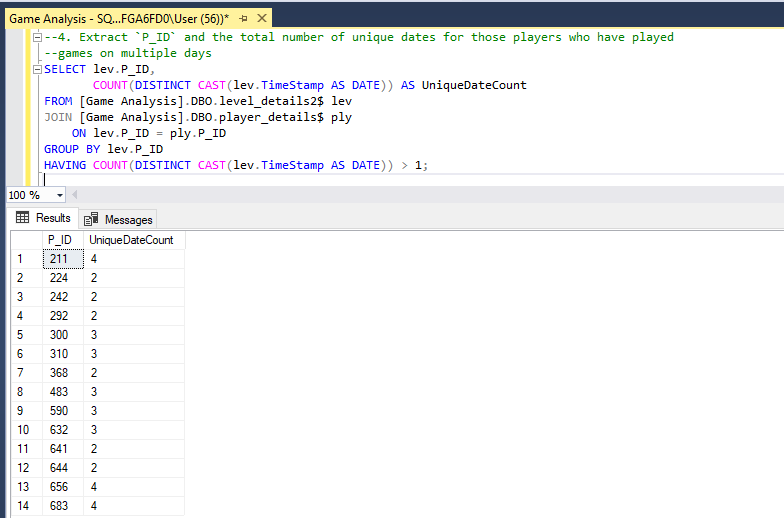 Game Analysis - SQ...FGA6FD0\User (56))*
--4. Extract `P_ID` and the total number of unique dates for those players who have played
--games on multiple days
SELECT lev.P_ID,
COUNT(DISTINCT CAST(lev.TimeStamp AS DATE)) AS UniqueDateCount
FROM [Game Analysis].DBO.level_details2$ lev
JOIN [Game Analysis].DBO.player_details$ ply
ON lev.P_ID = ply.P_ID
GROUP BY lev.P_ID
HAVING COUNT(DISTINCT CAST(lev.TimeStamp AS DATE)) > 1;
100 %
Results Messages
P_ID UniqueDateCount
1 211 4
2 224 2
3 242 2
4 292 2
5 300 3
6 310 3
7 368 2
8 483 3
9 590 3
10 632 3
11 641 2
12 644 2
13 656 4
14 683 4